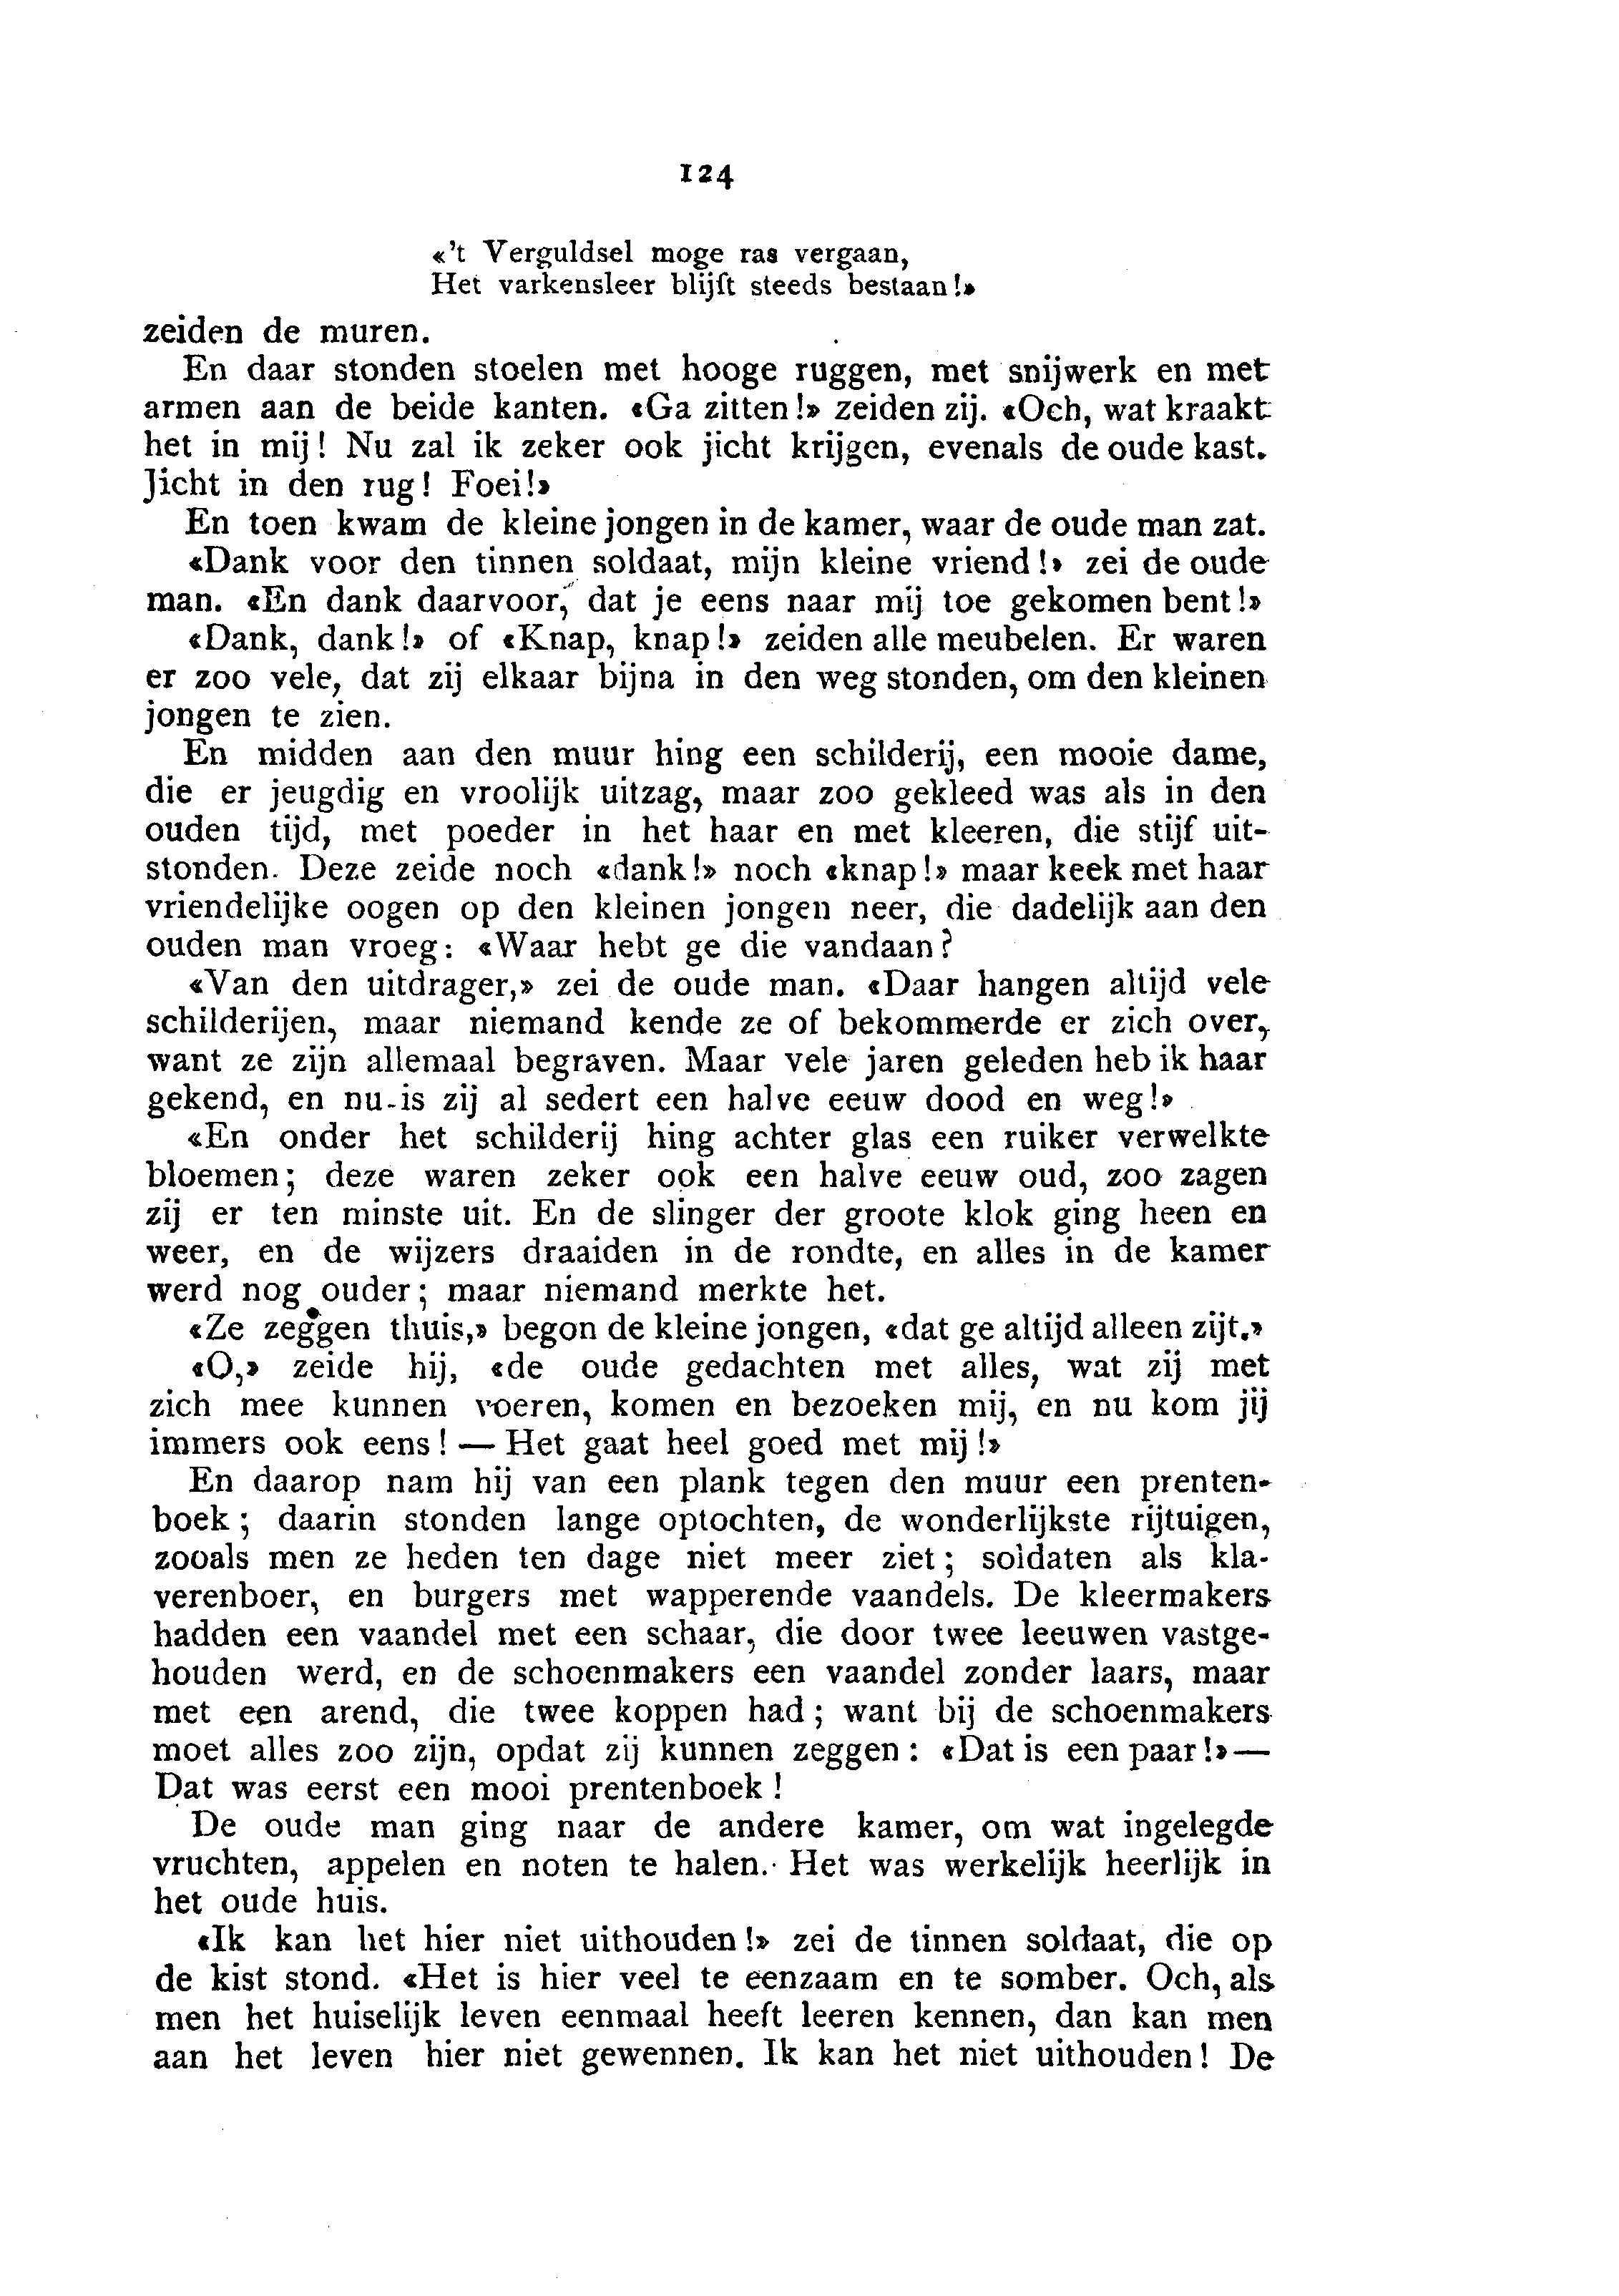 124
«'t Verguldsel moge ras vergaan,
Het varkensleer blijft steeds bestaan!»
zeiden de muren.
En daar stonden stoelen met hooge ruggen, met snijwerk en met
armen aan de beide kanten. «Ga zitten!» zeiden zij. «Och, wat kraakt
het in mij! Nu zal ik zeker ook jicht krijgen, evenals de oude kast.
Jicht in den rug! Foei!»
En toen kwam de kleine jongen in de kamer, waar de oude man zat.
«Dank voor den tinnen soldaat, mijn kleine vriend!» zei de oude
man. «En dank daarvoor, dat je eens naar mij toe gekomen bent!»
«Dank, dank!» of «Knap, knap!» zeiden alle meubelen. Er waren
er zoo vele, dat zij elkaar bijna in den weg stonden, om den kleinen
jongen te zien.
En midden aan den muur hing een schilderij, een mooie dame,
die er jeugdig en vroolijk uitzag, maar zoo gekleed was als in den
ouden tijd, met poeder in het haar en met kleeren, die stijf uit-
stonden. Deze zeide noch «dank!» noch «knap!» maar keek met haar
vriendelijke oogen op den kleinen jongen neer, die dadelijk aan den
ouden man vroeg: «Waar hebt ge die vandaan?
«Van den uitdrager,» zei de oude man. «Daar hangen altijd vele
schilderijen, maar niemand kende ze of bekommerde er zich over,
want ze zijn allemaal begraven. Maar vele jaren geleden heb ik haar
gekend, en nu-is zij al sedert een halve eeuw dood en weg!»
«En onder het schilderij hing achter glas een ruiker verwelkte
bloemen; deze waren zeker ook een halve eeuw oud, zoo zagen
zij er ten minste uit. En de slinger der groote klok ging heen en
weer, en de wijzers draaiden in de rondte, en alles in de kamer
werd nog ouder; maar niemand merkte het.
«Ze zeggen thuis,» begon de kleine jongen, «dat ge altijd alleen zijt.»
«O,» zeide hij, «de oude gedachten met alles, wat zij met
zich mee kunnen voeren, komen en bezoeken mij, en nu kom jij
immers ook eens! — Het gaat heel goed met mij!»
En daarop nam hij van een plank tegen den muur een prenten-
boek; daarin stonden lange optochten, de wonderlijkste rijtuigen,
zooals men ze heden ten dage niet meer ziet; soldaten als kla-
verenboer, en burgers met wapperende vaandels. De kleermakers
hadden een vaandel met een schaar, die door twee leeuwen vastge-
houden werd, en de schoenmakers een vaandel zonder laars, maar
met een arend, die twee koppen had; want bij de schoenmakers
moet alles zoo zijn, opdat zij kunnen zeggen: «Dat is een paar!» —
Dat was eerst een mooi prentenboek!
De oude man ging naar de andere kamer, om wat ingelegde
vruchten, appelen en noten te halen. Het was werkelijk heerlijk in
het oude huis.
«Ik kan het hier niet uithouden!» zei de tinnen soldaat, die op
de kist stond. «Het is hier veel te eenzaam en te somber. Och, als
men het huiselijk leven eenmaal heeft leeren kennen, dan kan men
aan het leven hier niet gewennen. Ik kan het niet uithouden! De